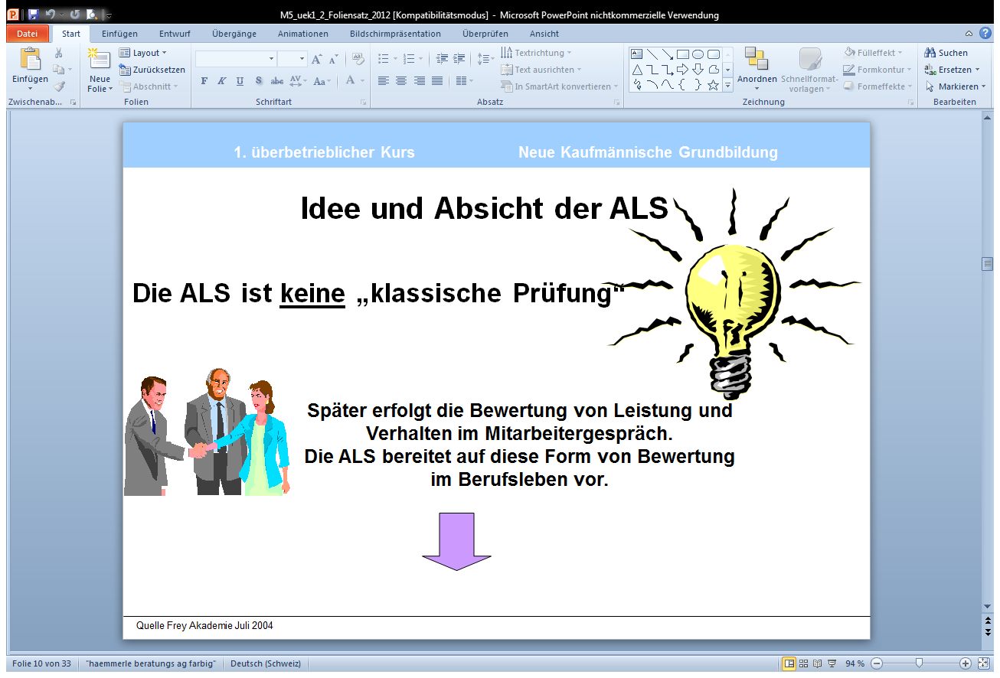 M5_uek1_2_Foliensatz_2012 [Kompatibilitätsmodus] - Microsoft PowerPoint nichtkommerzielle Verwendung
Datei Start Einfügen Entwurf Übergänge Animationen Bildschirmpräsentation Überprüfen Ansicht
Einfügen
Zwischenab...
Neue
Folie
Layout
Zurücksetzen
Abschnitt
Folien
F K U S abc AV Aa A
Schriftart
Textrichtung
Text ausrichten
In SmartArt konvertieren
Absatz
Anordnen
Schnellformat-
vorlagen
Fülleffekt
Formkontur
Formeffekte
Zeichnung
Suchen
Ersetzen
Markieren
Bearbeiten
1. überbetrieblicher Kurs Neue Kaufmännische Grundbildung
Idee und Absicht der ALS
Die ALS ist keine „klassische Prüfung“
Später erfolgt die Bewertung von Leistung und
Verhalten im Mitarbeitergespräch.
Die ALS bereitet auf diese Form von Bewertung
im Berufsleben vor.
Quelle Frey Akademie Juli 2004
Folie 10 von 33 "haemmerle beratungs ag farbig" Deutsch (Schweiz) 94 %